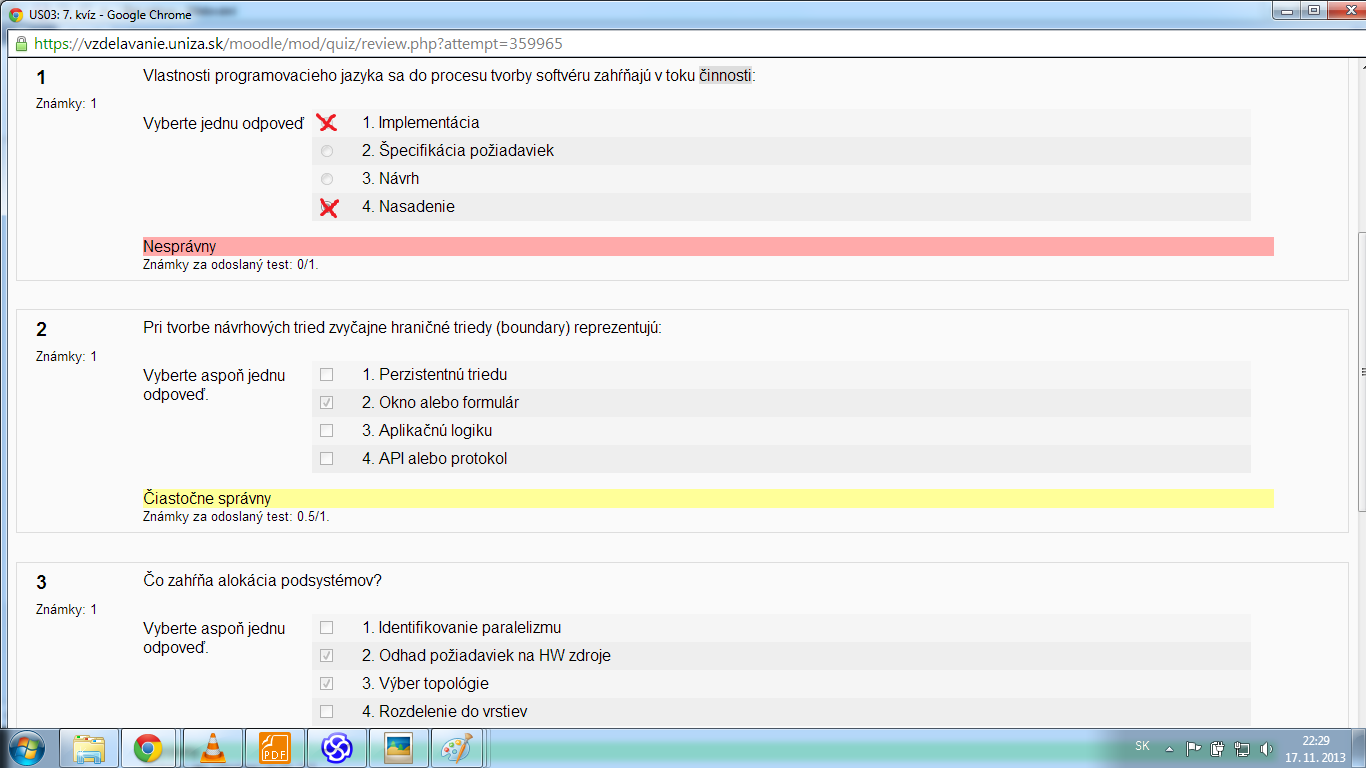 US03: 7. kvíz - Google Chrome
https://vzdelavanie.uniza.sk/moodle/mod/quiz/review.php?attempt=359965
1
Vlastnosti programovacieho jazyka sa do procesu tvorby softvéru zahŕňajú v toku činnosti:
Známky: 1
Vyberte jednu odpoveď
1. Implementácia
2. Špecifikácia požiadaviek
3. Návrh
4. Nasadenie
Nesprávny
Známky za odoslaný test: 0/1.
2
Pri tvorbe návrhových tried zvyčajne hraničné triedy (boundary) reprezentujú:
Známky: 1
Vyberte aspoň jednu
odpoveď.
1. Perzistentnú triedu
2. Okno alebo formulár
3. Aplikačnú logiku
4. API alebo protokol
Čiastočne správny
Známky za odoslaný test: 0.5/1.
3
Čo zahŕňa alokácia podsystémov?
Známky: 1
Vyberte aspoň jednu
odpoveď.
1. Identifikovanie paralelizmu
2. Odhad požiadaviek na HW zdroje
3. Výber topológie
4. Rozdelenie do vrstiev
PDF
SK
22:29
17. 11. 2013